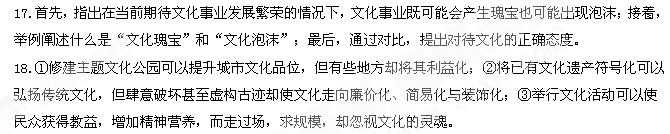 17.首先，指出在当前期待文化事业发展繁荣的情况下，文化事业既可能会产生瑰宝也可能出现泡沫；接着，
举例阐述什么是“文化瑰宝”和“文化泡沫”；最后，通过对比，提出对待文化的正确态度。
18.①修建主题文化公园可以提升城市文化品位，但有些地方却将其利益化；②将已有文化遗产符号化可以
弘扬传统文化，但肆意破坏甚至虚构古迹却使文化走向廉价化、简易化与装饰化；③举行文化活动可以使
民众获得教益，增加精神营养，而走过场，求规模，却忽视文化的灵魂。